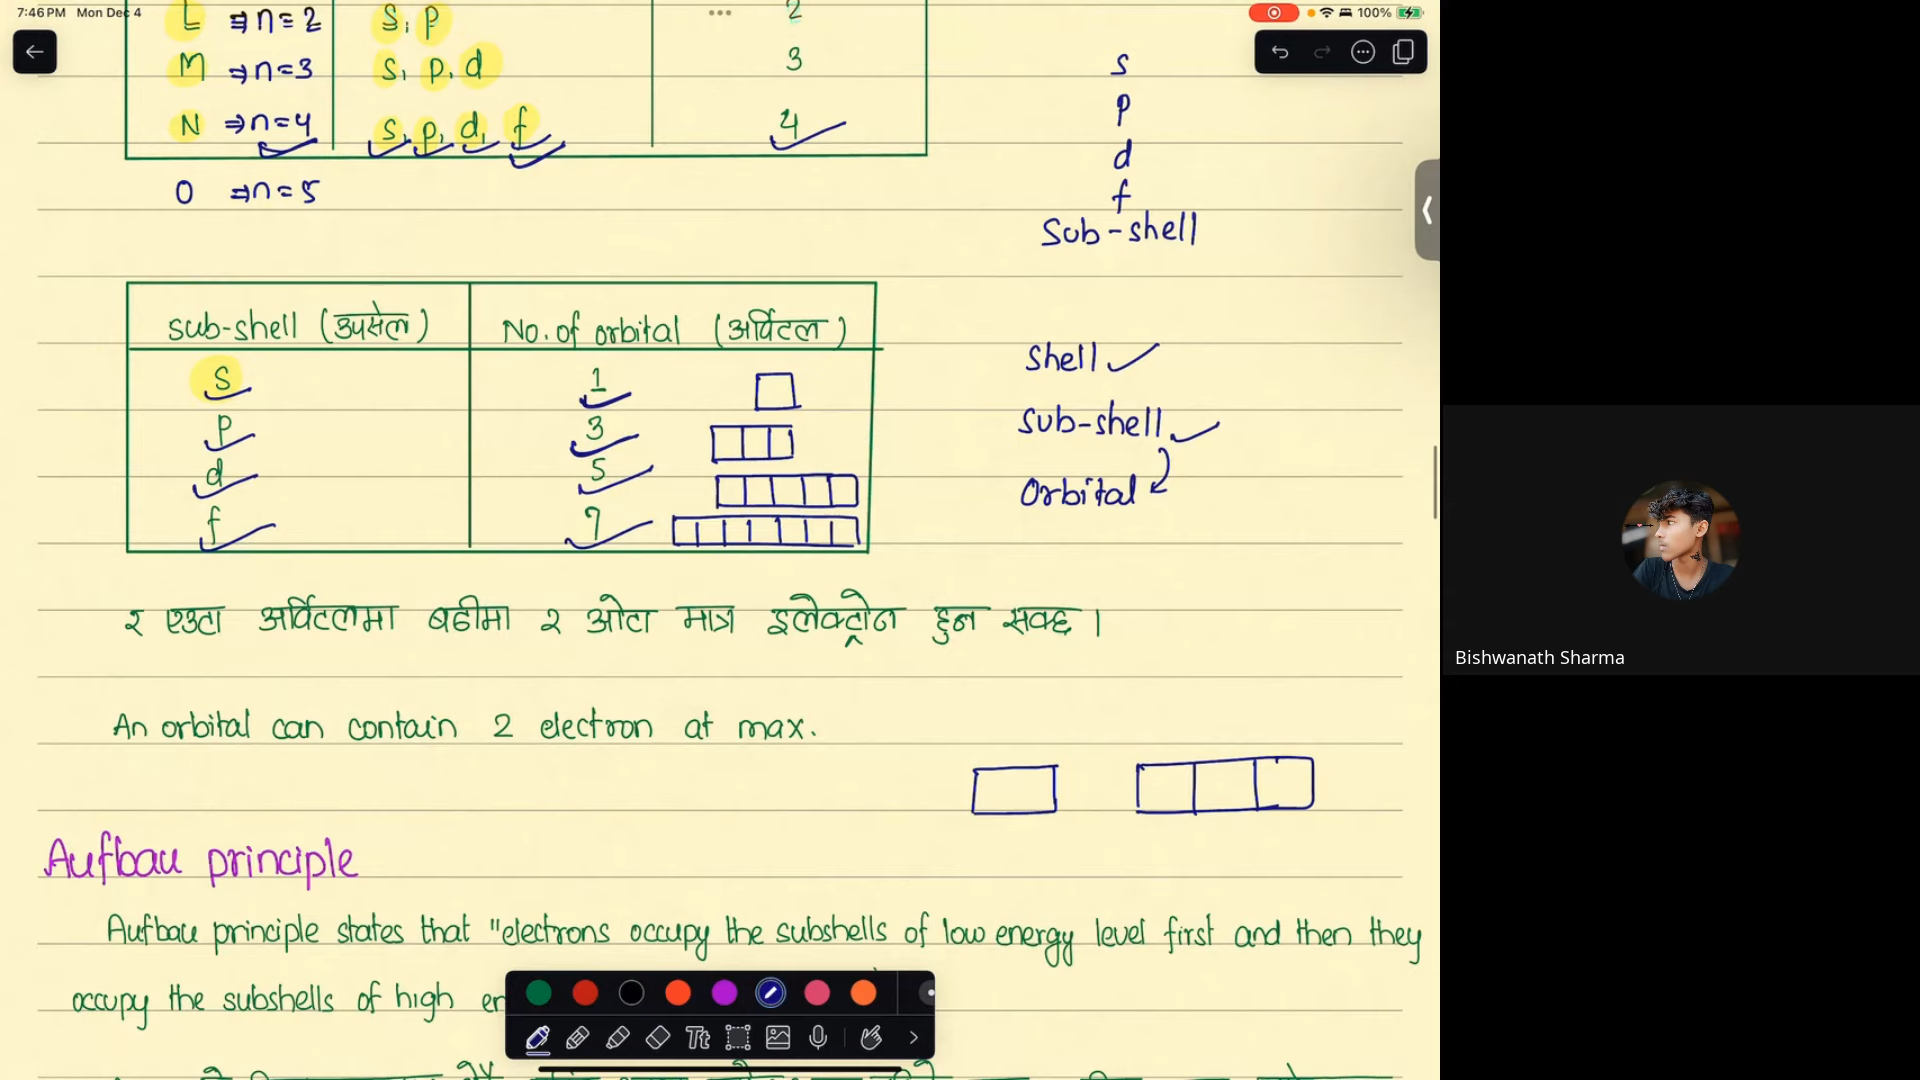 7:46 PM Mon Dec 4
100%
L ⇒ n = 2 s, p 2
M ⇒ n = 3 s, p, d 3
N ⇒ n = 4 s, p, d, f 4
O ⇒ n = 5
s
p
d
f
Sub-shell
sub-shell (उपसेल) No. of orbital (अर्विटल)
s 1
p 3
d 5
f 7
Shell
Sub-shell
Orbital
२ एउटा अर्विटलमा बढीमा २ ओटा मात्र इलेक्ट्रोन हुन सक्छ ।
An orbital can contain 2 electron at max.
Aufbau principle
Aufbau principle states that "electrons occupy the subshells of low energy level first and then they
occupy the subshells of high en
Tt
Bishwanath Sharma